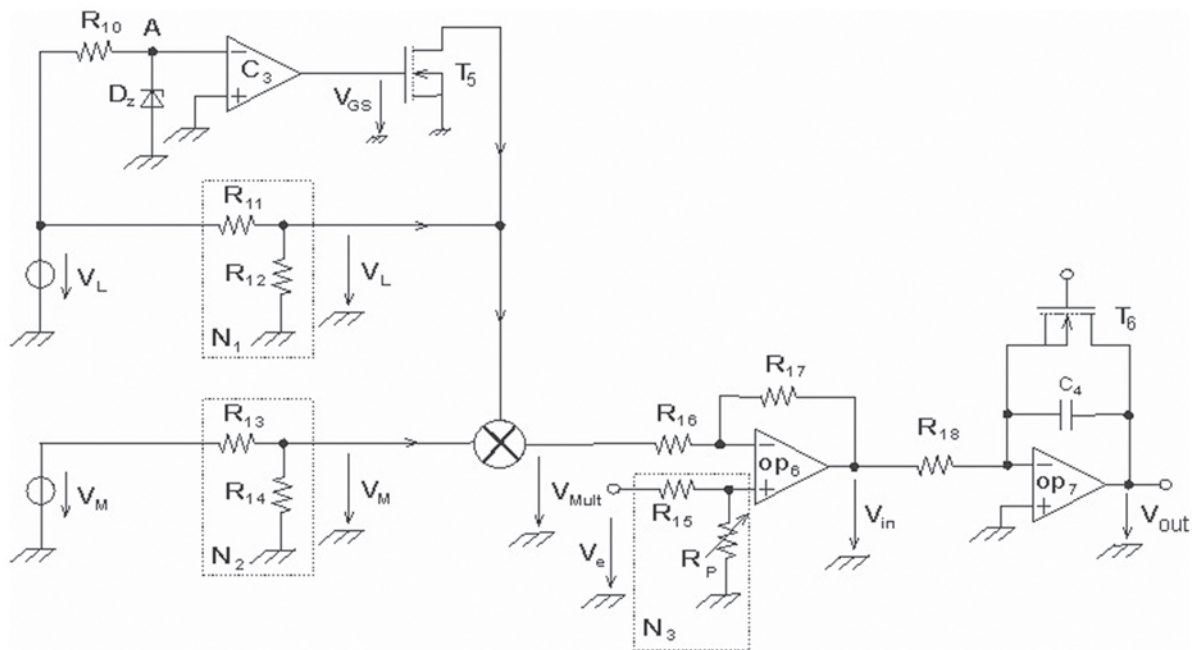 R10
A
C3
−
+
T5
Dz
VGS
R11
R12
VL
VL
N1
T6
R17
R13
C4
R16
R18
−
op6
+
−
op7
+
R14
VM
VM
VMult
R15
Vin
Vout
N2
Ve
RP
N3